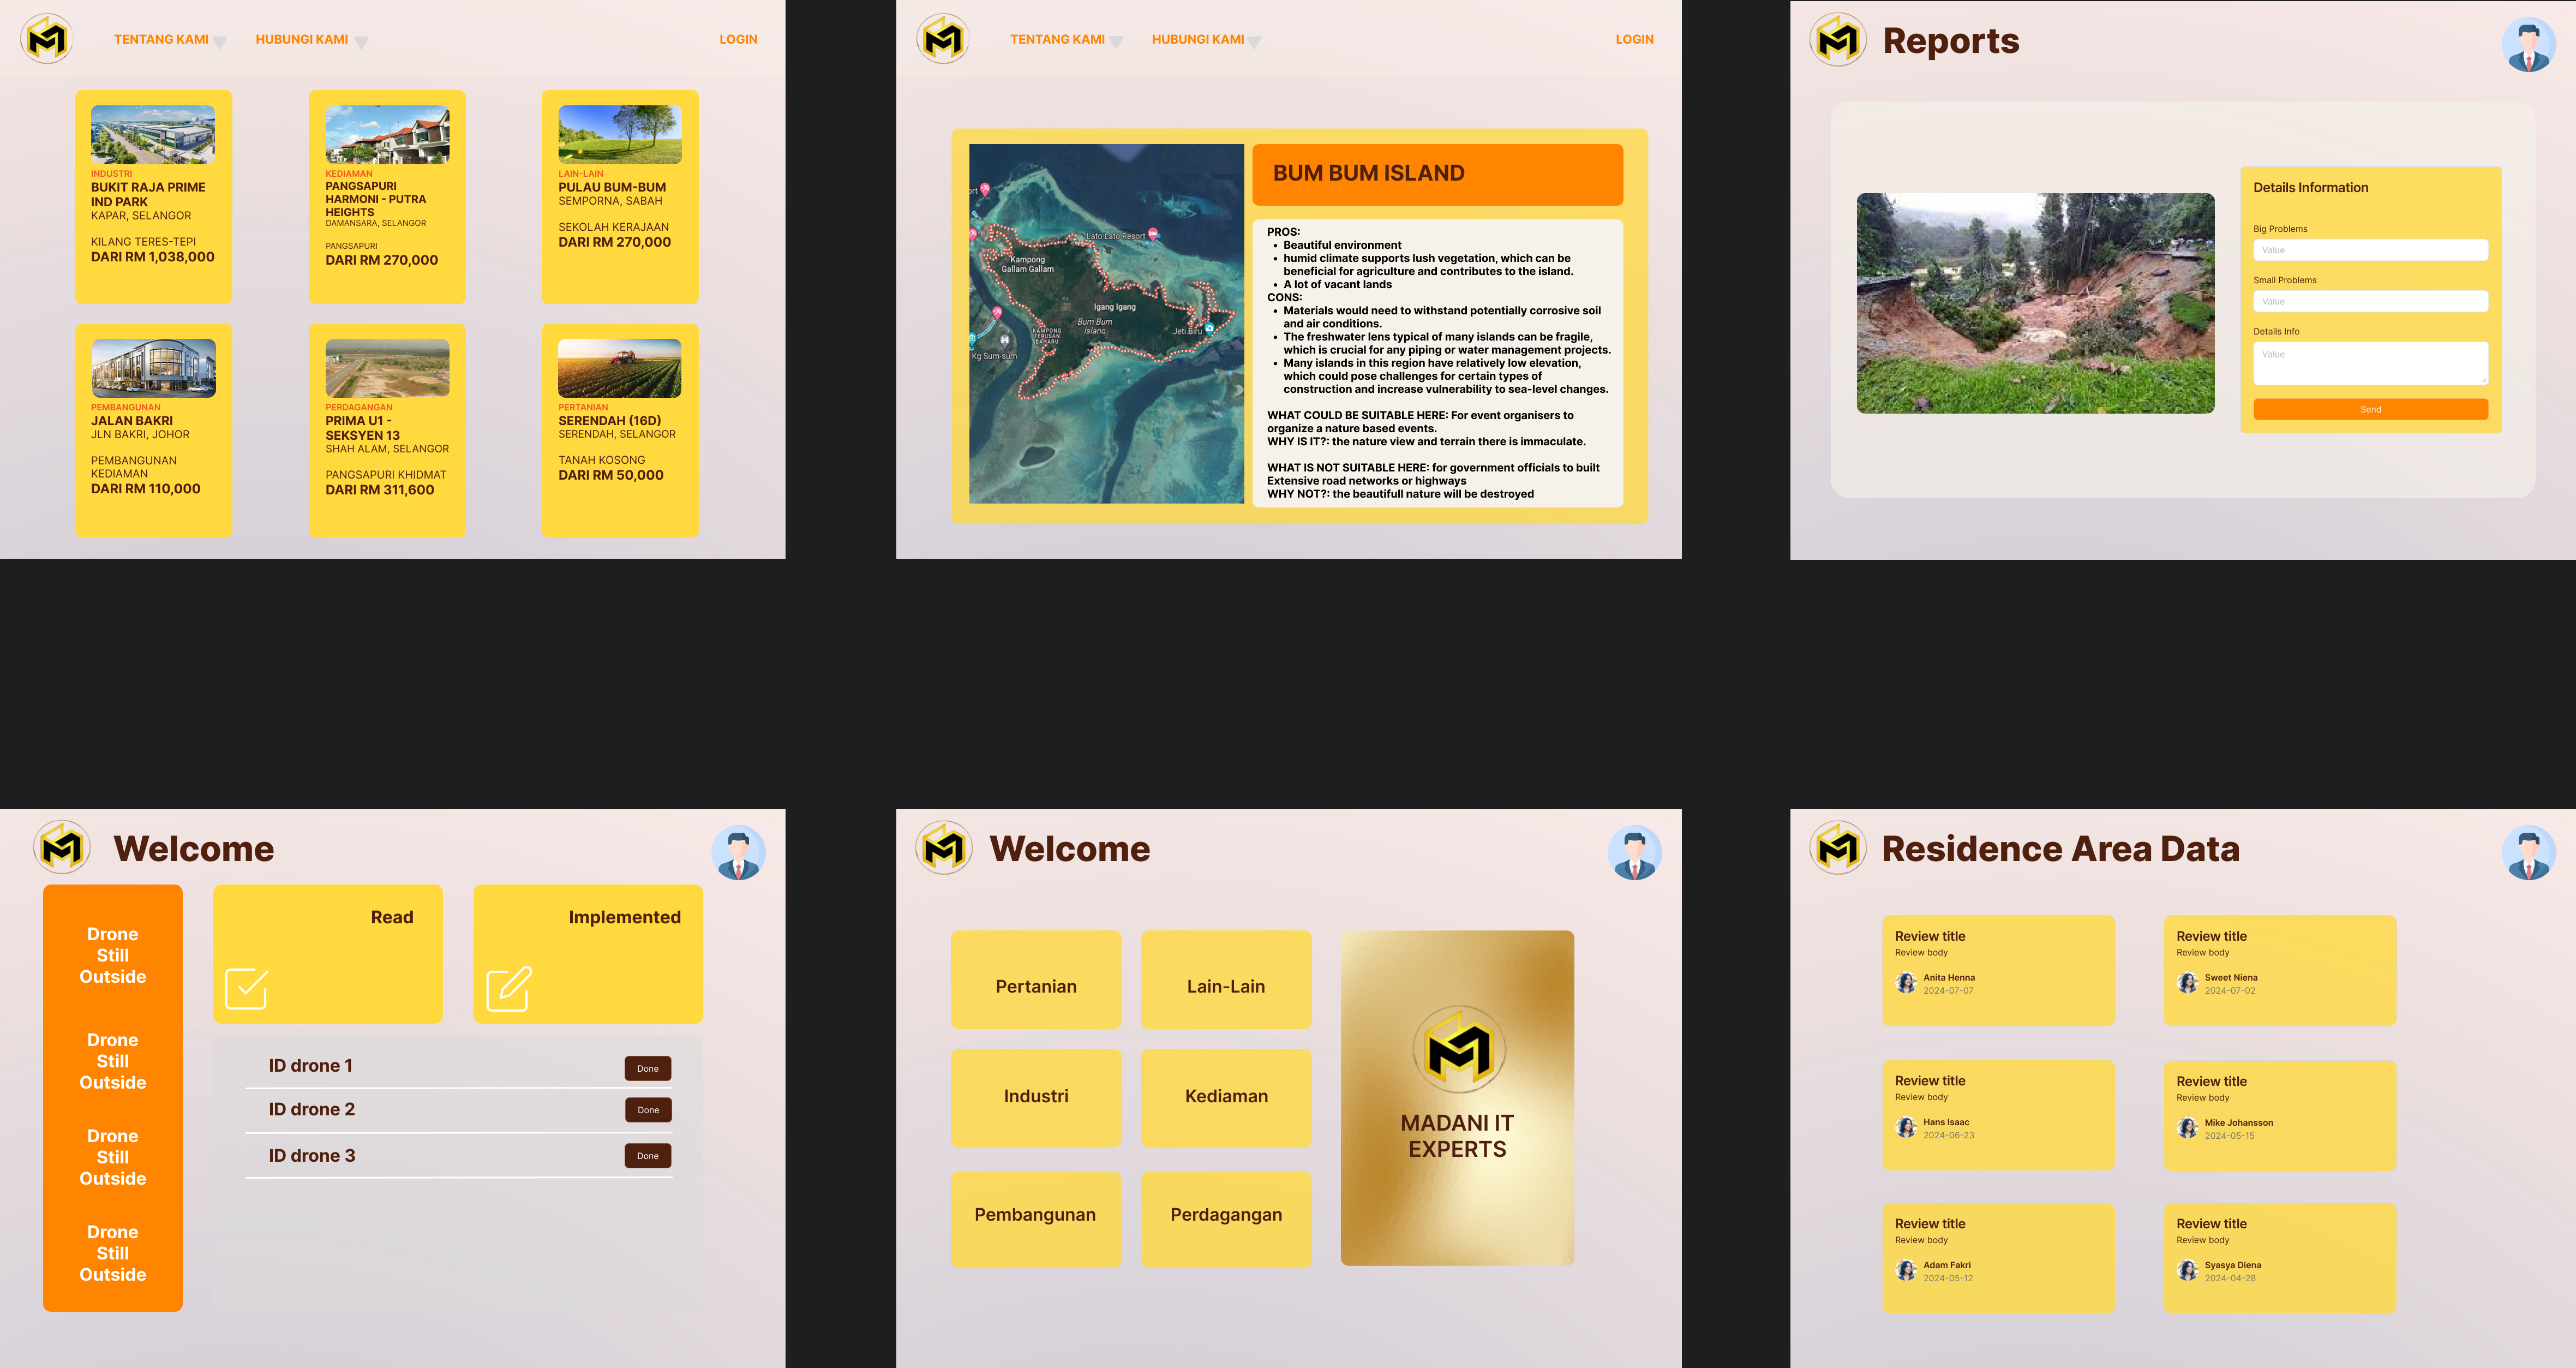 TENTANG KAMI
HUBUNGI KAMI
LOGIN
INDUSTRI
BUKIT RAJA PRIME
IND PARK
KAPAR, SELANGOR
KILANG TERES-TEPI
DARI RM 1,038,000
KEDIAMAN
PANGSAPURI
HARMONI - PUTRA
HEIGHTS
DAMANSARA, SELANGOR
PANGSAPURI
DARI RM 270,000
LAIN-LAIN
PULAU BUM-BUM
SEMPORNA, SABAH
SEKOLAH KERAJAAN
DARI RM 270,000
PEMBANGUNAN
JALAN BAKRI
JLN BAKRI, JOHOR
PEMBANGUNAN
KEDIAMAN
DARI RM 110,000
PERDAGANGAN
PRIMA U1 -
SEKSYEN 13
SHAH ALAM, SELANGOR
PANGSAPURI KHIDMAT
DARI RM 311,600
PERTANIAN
SERENDAH (16D)
SERENDAH, SELANGOR
TANAH KOSONG
DARI RM 50,000
TENTANG KAMI
HUBUNGI KAMI
LOGIN
ort
Lato Lato Resort
Kampong
Gallam Gallam
Igang Igang
Bum Bum
Island
KAMPONG
TERUSAN
BAHARU
Jeti Biru
Kg Sum-sum
BUM BUM ISLAND
PROS:
• Beautiful environment
• humid climate supports lush vegetation, which can be
beneficial for agriculture and contributes to the island.
• A lot of vacant lands
CONS:
• Materials would need to withstand potentially corrosive soil
and air conditions.
• The freshwater lens typical of many islands can be fragile,
which is crucial for any piping or water management projects.
• Many islands in this region have relatively low elevation,
which could pose challenges for certain types of
construction and increase vulnerability to sea-level changes.
WHAT COULD BE SUITABLE HERE: For event organisers to
organize a nature based events.
WHY IS IT?: the nature view and terrain there is immaculate.
WHAT IS NOT SUITABLE HERE: for government officials to built
Extensive road networks or highways
WHY NOT?: the beautifull nature will be destroyed
Reports
Details Information
Big Problems
Value
Small Problems
Value
Details Info
Value
Send
Welcome
Drone
Still
Outside
Drone
Still
Outside
Drone
Still
Outside
Drone
Still
Outside
Read
Implemented
ID drone 1
Done
ID drone 2
Done
ID drone 3
Done
Welcome
Pertanian
Lain-Lain
Industri
Kediaman
Pembangunan
Perdagangan
MADANI IT
EXPERTS
Residence Area Data
Review title
Review body
Anita Henna
2024-07-07
Review title
Review body
Sweet Niena
2024-07-02
Review title
Review body
Hans Isaac
2024-06-23
Review title
Review body
Mike Johansson
2024-05-15
Review title
Review body
Adam Fakri
2024-05-12
Review title
Review body
Syasya Diena
2024-04-28